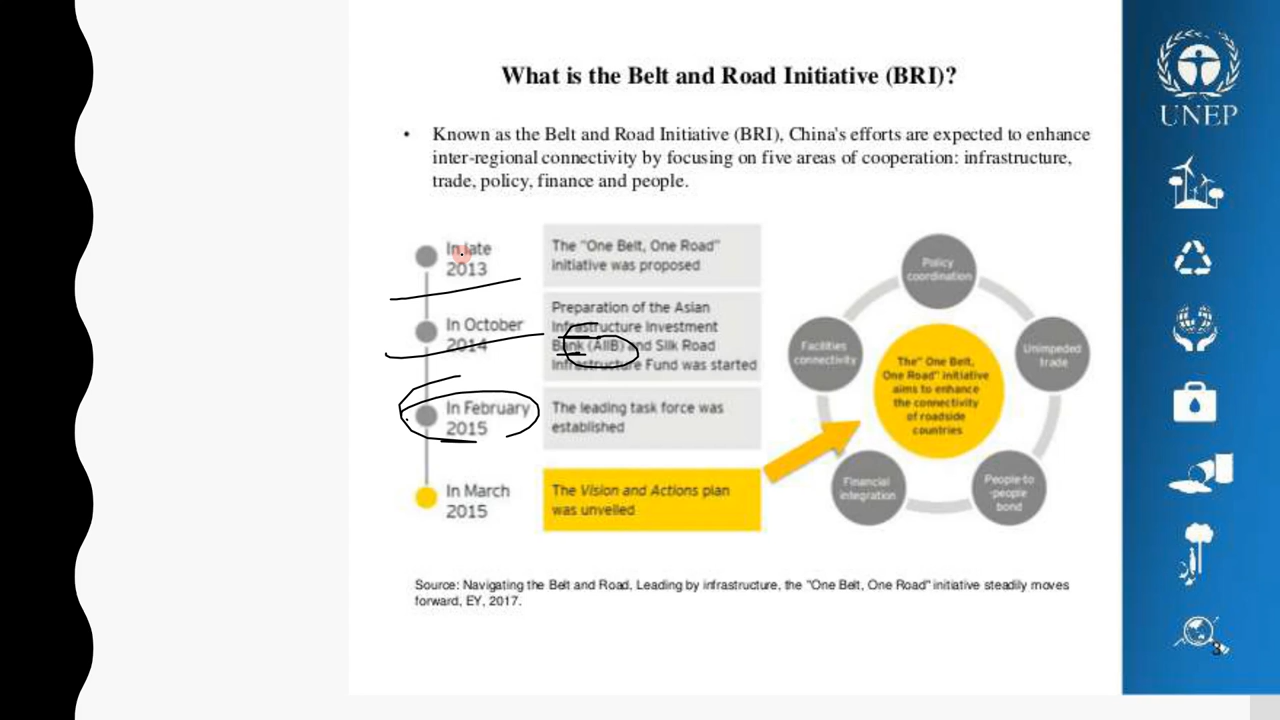 What is the Belt and Road Initiative (BRI)?
• Known as the Belt and Road Initiative (BRI), China's efforts are expected to enhance
inter-regional connectivity by focusing on five areas of cooperation: infrastructure,
trade, policy, finance and people.
In late
2013
The "One Belt, One Road"
initiative was proposed
In October
2014
Preparation of the Asian
Infrastructure Investment
Bank (AIIB) and Silk Road
Infrastructure Fund was started
In February
2015
The leading task force was
established
In March
2015
The Vision and Actions plan
was unveiled
Policy
coordination
Facilities
connectivity
Unimpeded
trade
The" One Belt,
One Road" initiative
aims to enhance
the connectivity
of roadside
countries
Financial
integration
People-to
-people
bond
Source: Navigating the Belt and Road, Leading by infrastructure, the "One Belt, One Road" initiative steadily moves
forward, EY, 2017.
UNEP
3